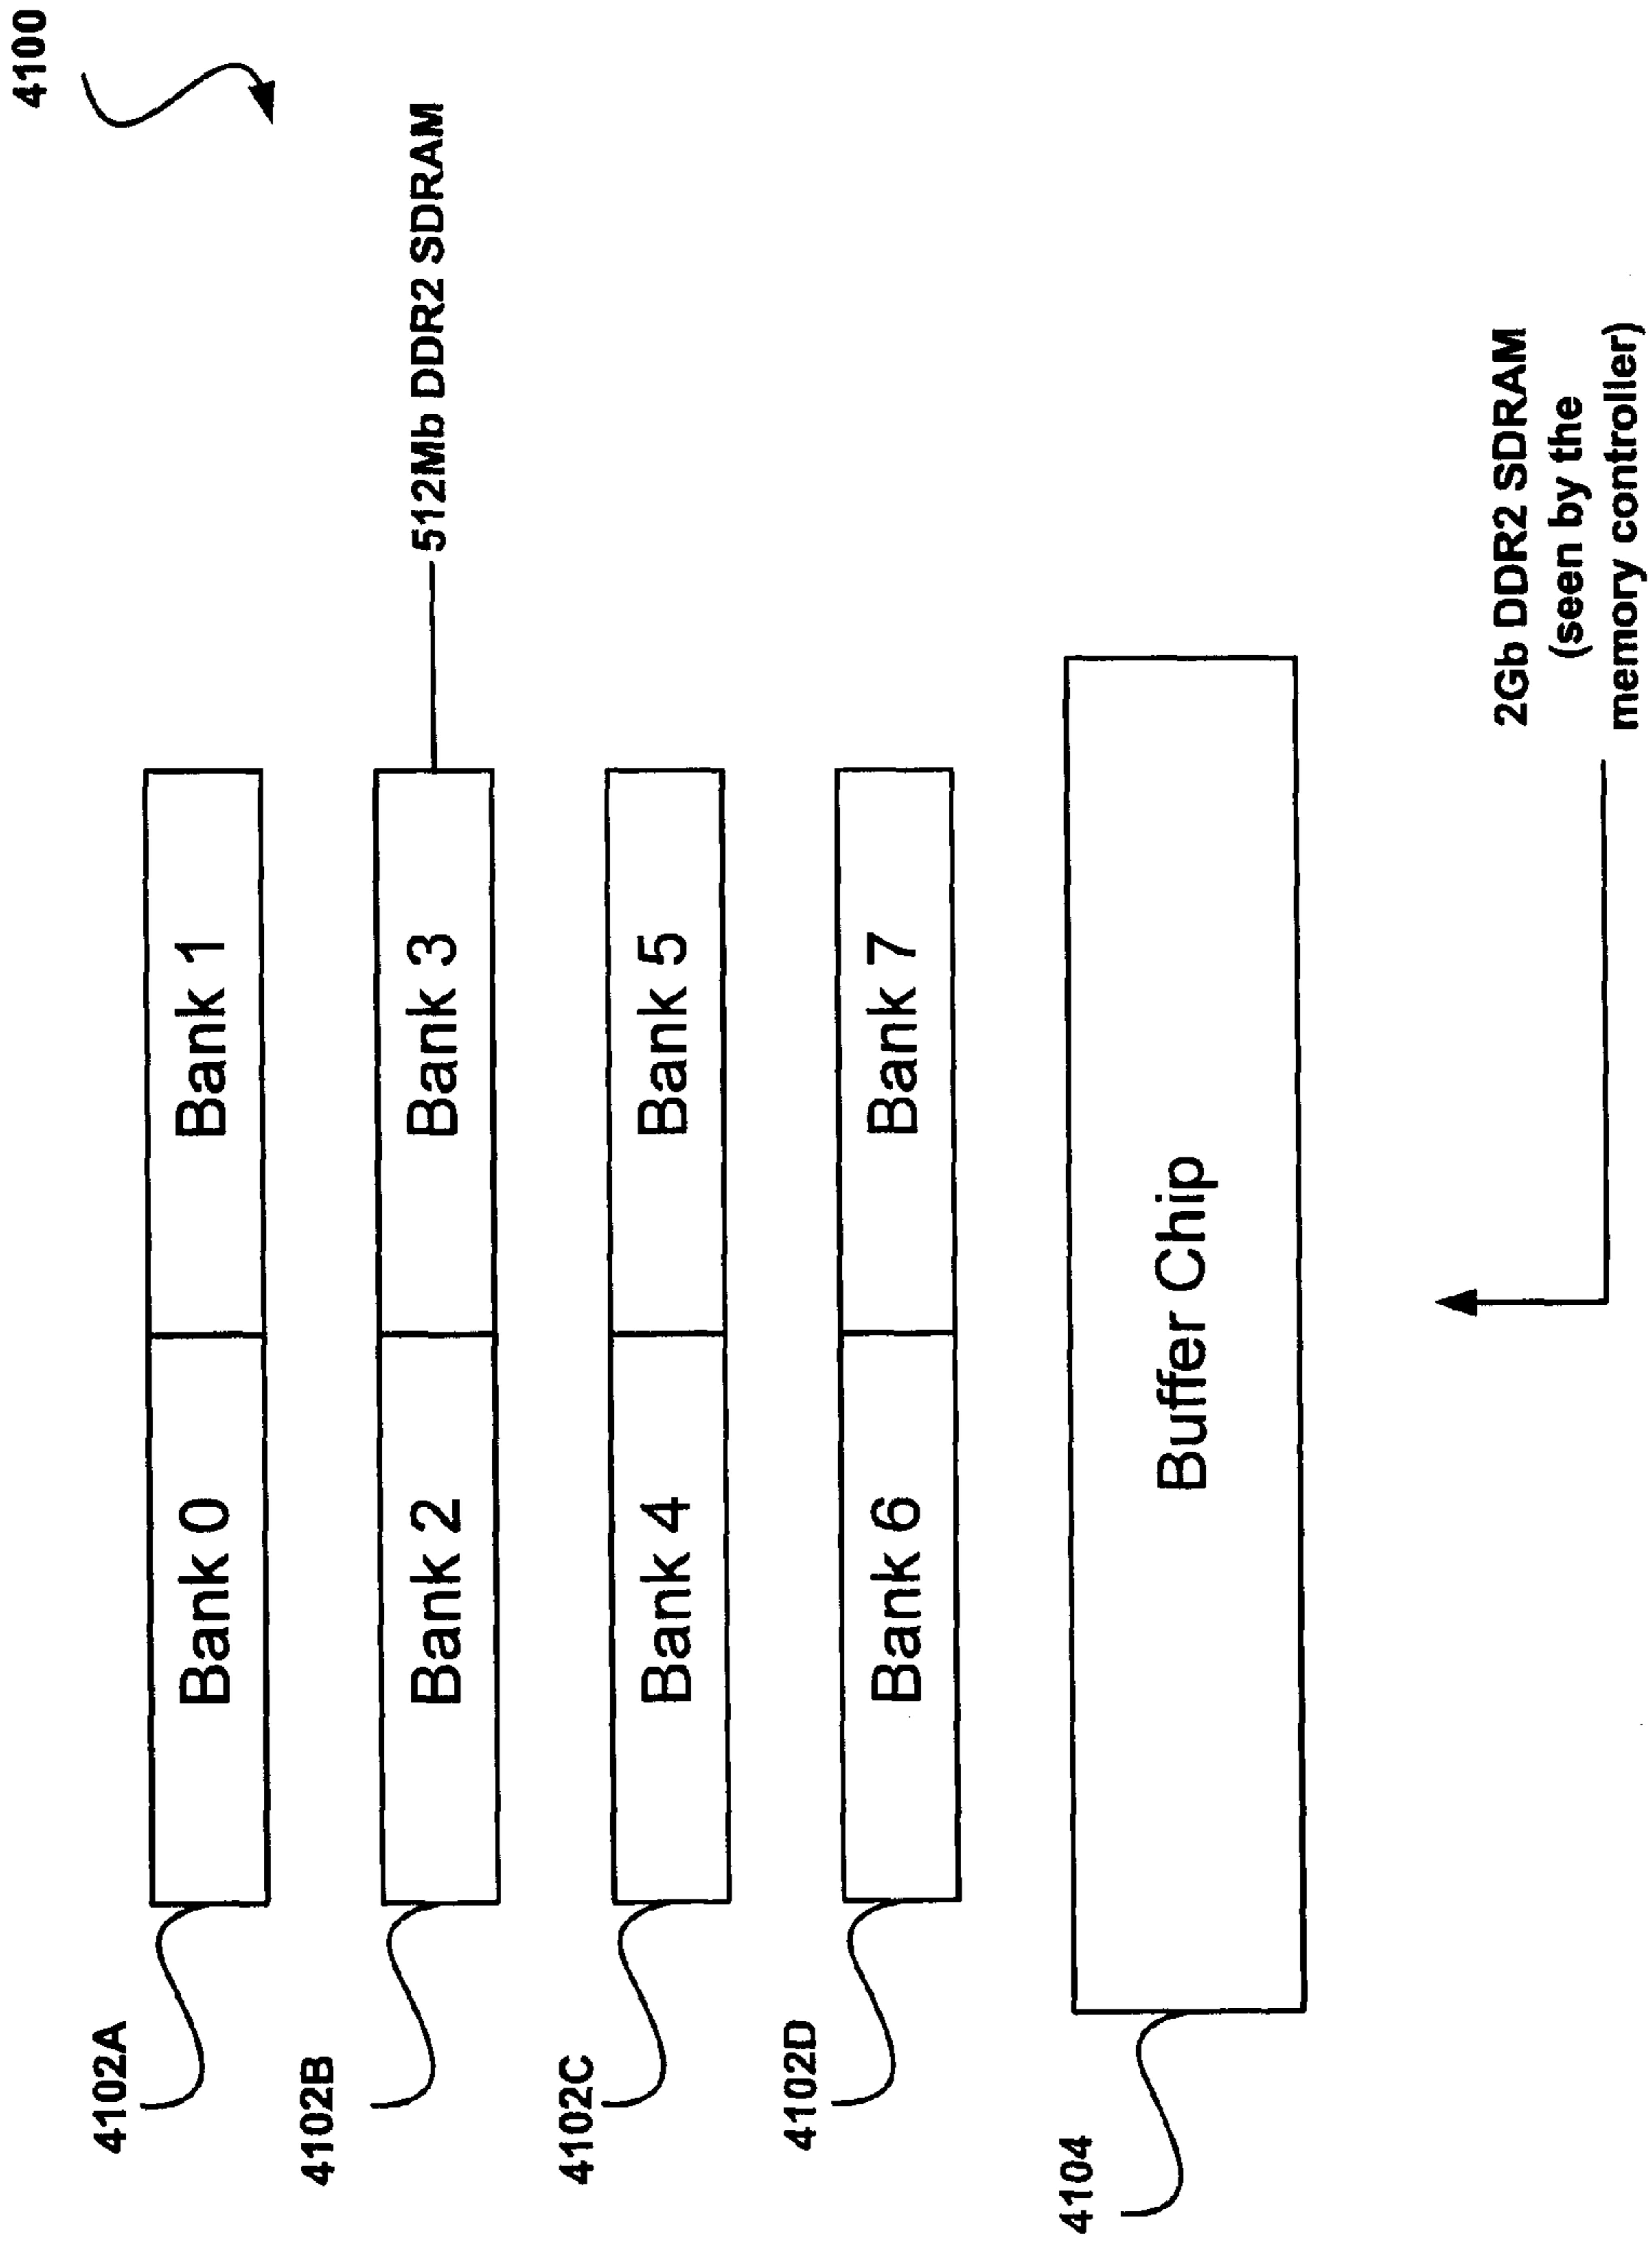 4100
4102A
Bank 0
Bank 1
4102B
Bank 2
Bank 3
512Mb DDR2 SDRAM
4102C
Bank 4
Bank 5
4102D
Bank 6
Bank 7
4104
Buffer Chip
2Gb DDR2 SDRAM
(seen by the
memory controller)